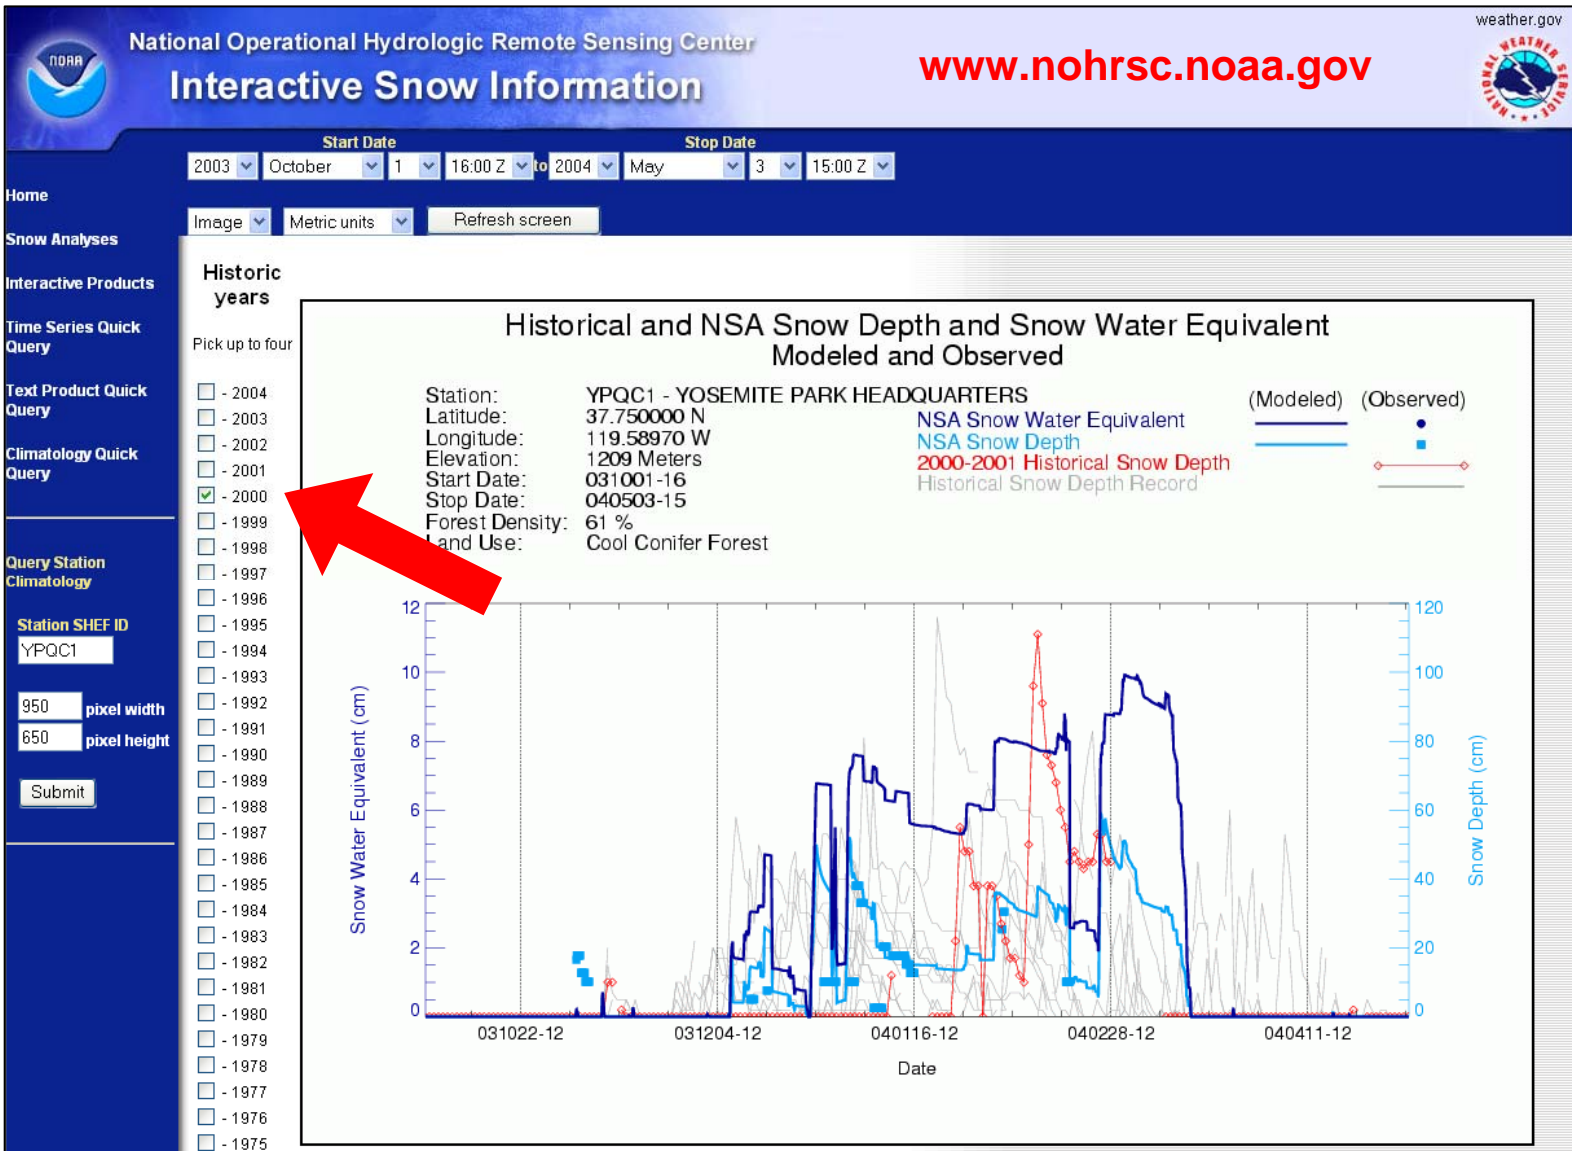 weather.gov
NOAA
National Operational Hydrologic Remote Sensing Center
Interactive Snow Information
www.nohrsc.noaa.gov
NATIONAL WEATHER SERVICE
Start Date
Stop Date
2003 October 1 16:00 Z to 2004 May 3 15:00 Z
Image Metric units Refresh screen
Home
Snow Analyses
Interactive Products
Time Series Quick
Query
Text Product Quick
Query
Climatology Quick
Query
Query Station
Climatology
Station SHEF ID
YPQC1
950 pixel width
650 pixel height
Submit
Historic
years
Pick up to four
- 2004
- 2003
- 2002
- 2001
- 2000
- 1999
- 1998
- 1997
- 1996
- 1995
- 1994
- 1993
- 1992
- 1991
- 1990
- 1989
- 1988
- 1987
- 1986
- 1985
- 1984
- 1983
- 1982
- 1981
- 1980
- 1979
- 1978
- 1977
- 1976
- 1975
Historical and NSA Snow Depth and Snow Water Equivalent
Modeled and Observed
Station: YPQC1 - YOSEMITE PARK HEADQUARTERS
Latitude: 37.750000 N
Longitude: 119.58970 W
Elevation: 1209 Meters
Start Date: 031001-16
Stop Date: 040503-15
Forest Density: 61 %
Land Use: Cool Conifer Forest
(Modeled) (Observed)
NSA Snow Water Equivalent
NSA Snow Depth
2000-2001 Historical Snow Depth
Historical Snow Depth Record
Snow Water Equivalent (cm)
12
10
8
6
4
2
0
120
100
80
60
40
20
0
Snow Depth (cm)
031022-12 031204-12 040116-12 040228-12 040411-12
Date